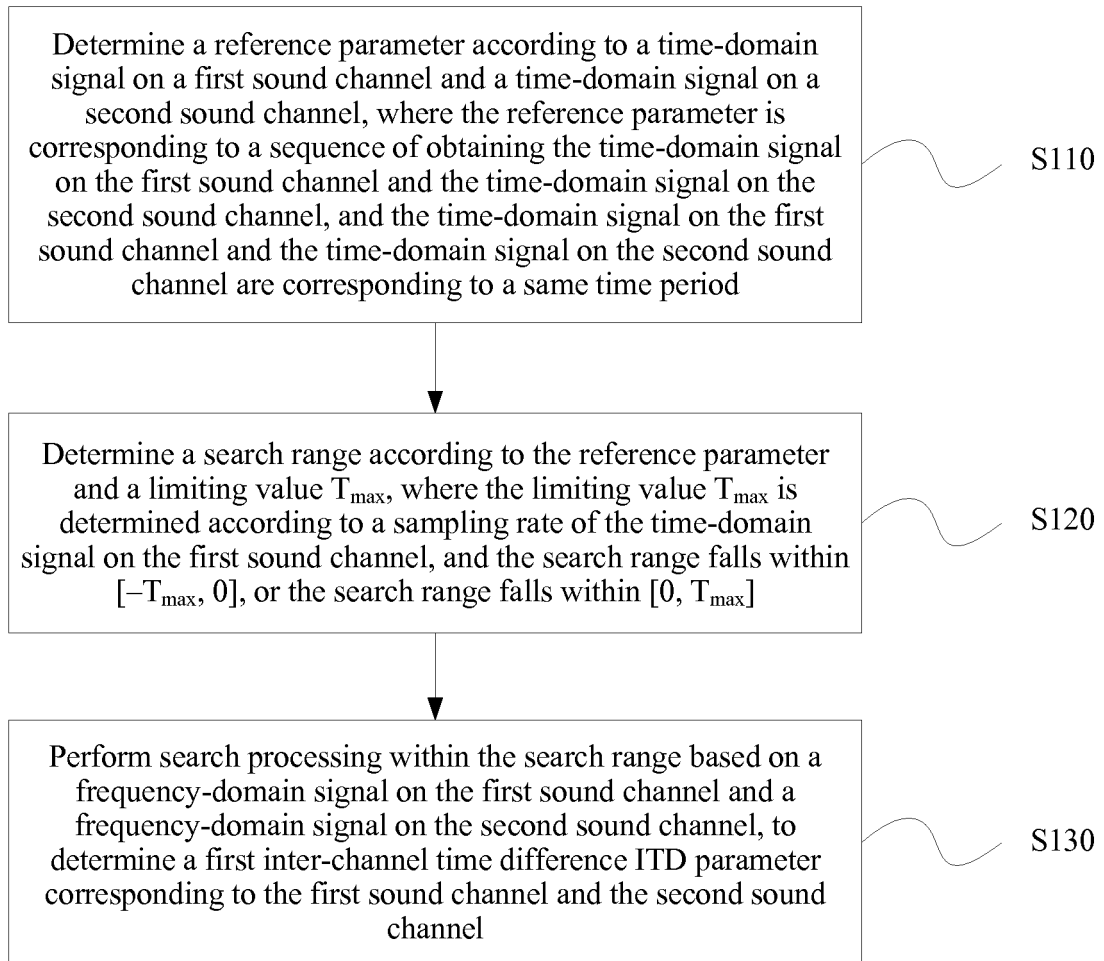 Determine a reference parameter according to a time-domain
signal on a first sound channel and a time-domain signal on a
second sound channel, where the reference parameter is
corresponding to a sequence of obtaining the time-domain signal
on the first sound channel and the time-domain signal on the
second sound channel, and the time-domain signal on the first
sound channel and the time-domain signal on the second sound
channel are corresponding to a same time period
S110
Determine a search range according to the reference parameter
and a limiting value Tmax, where the limiting value Tmax is
determined according to a sampling rate of the time-domain
signal on the first sound channel, and the search range falls within
[–Tmax, 0], or the search range falls within [0, Tmax]
S120
Perform search processing within the search range based on a
frequency-domain signal on the first sound channel and a
frequency-domain signal on the second sound channel, to
determine a first inter-channel time difference ITD parameter
corresponding to the first sound channel and the second sound
channel
S130